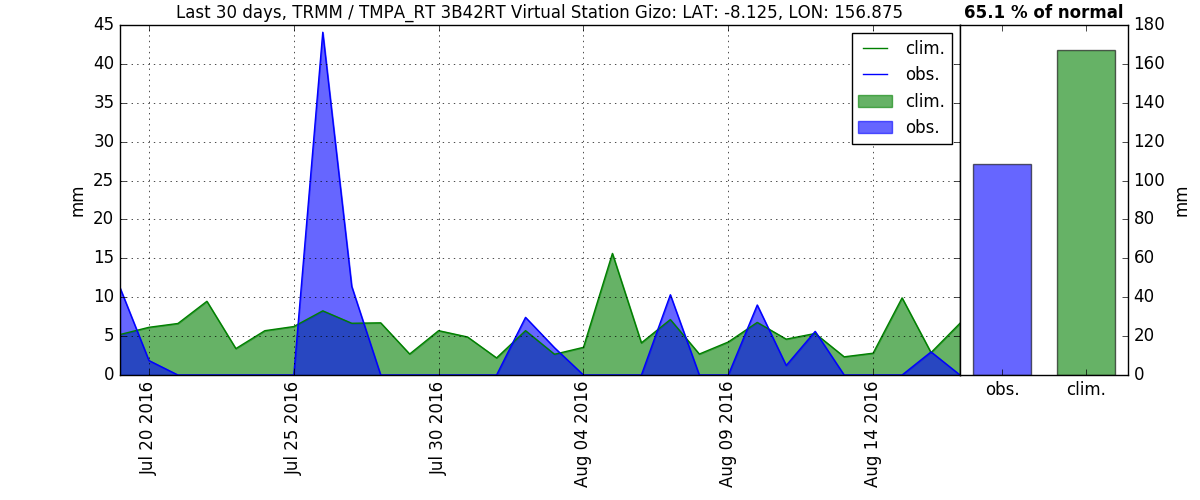 Last 30 days, TRMM / TMPA_RT 3B42RT Virtual Station Gizo: LAT: -8.125, LON: 156.875
65.1 % of normal
45
40
35
30
25
20
15
10
5
0
mm
clim.
obs.
clim.
obs.
Jul 20 2016
Jul 25 2016
Jul 30 2016
Aug 04 2016
Aug 09 2016
Aug 14 2016
180
160
140
120
100
80
60
40
20
0
mm
obs.
clim.